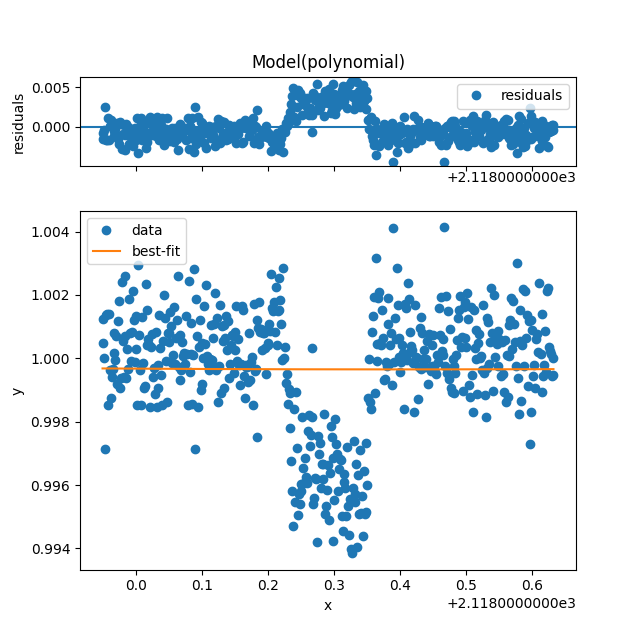 Model(polynomial)
0.005
0.000
residuals
residuals
+2.1180000000e3
1.004
1.002
1.000
0.998
0.996
0.994
y
data
best-fit
0.0 0.1 0.2 0.3 0.4 0.5 0.6
x
+2.1180000000e3